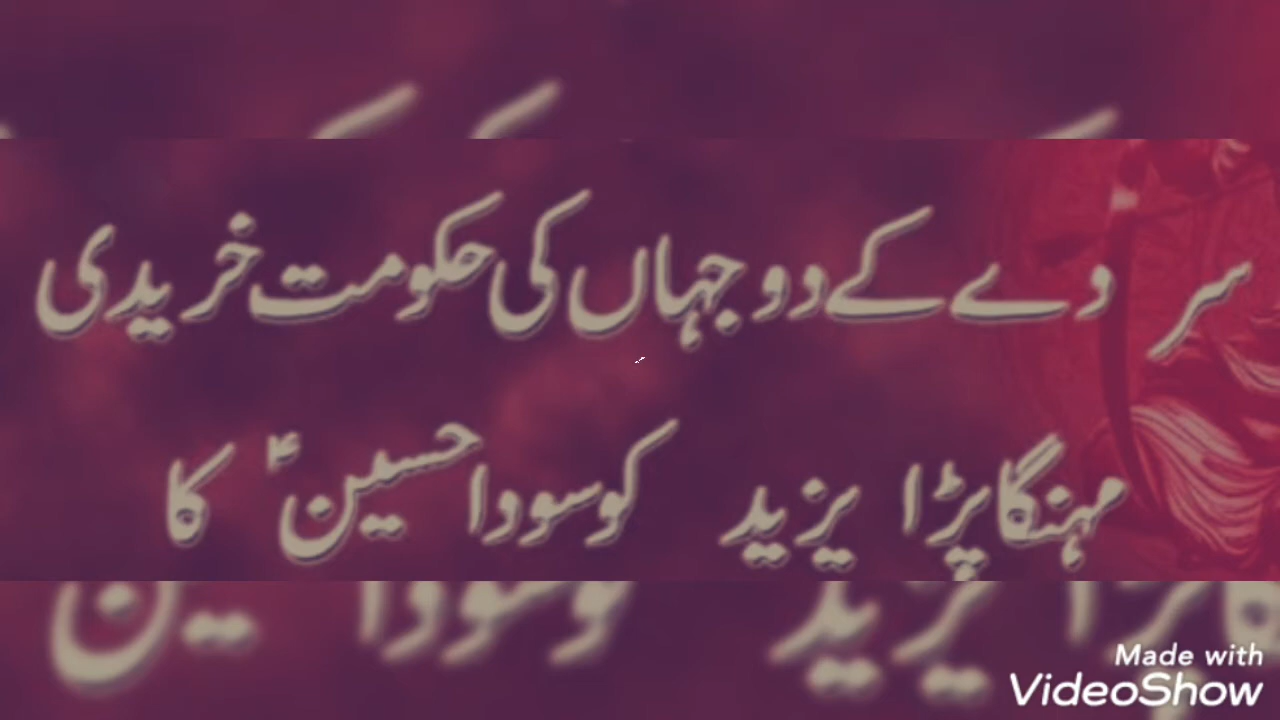 سر دے کے دو جہاں کی حکومت خریدی
مہنگا پڑا یزید کو سودا حسینؑ کا
Made with
VideoShow